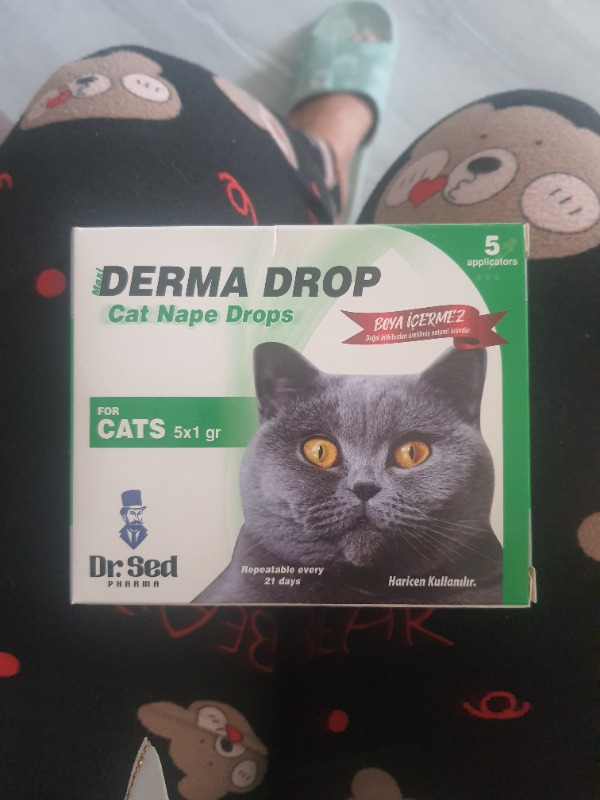 Maxi
DERMA DROP
Cat Nape Drops
5
applicators
BOYA İÇERMEZ
FOR
CATS 5x1 gr
Dr. Sed
PHARMA
Repeatable every
21 days
Haricen Kullanılır.